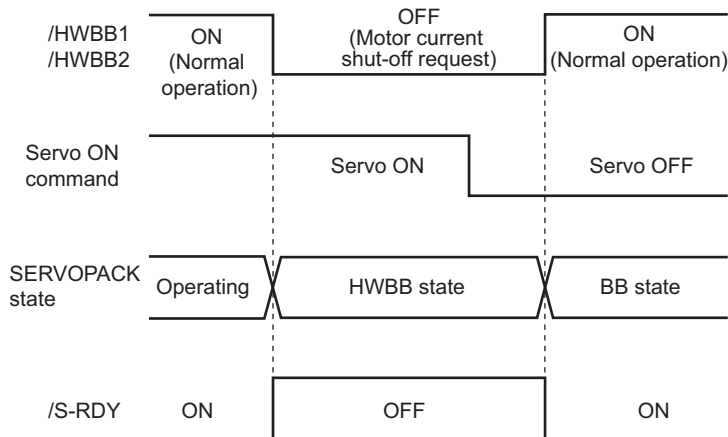 /HWBB1
/HWBB2
ON
(Normal
operation)
OFF
(Motor current
shut-off request)
ON
(Normal operation)
Servo ON
command
Servo ON
Servo OFF
SERVOPACK
state
Operating
HWBB state
BB state
/S-RDY
ON
OFF
ON